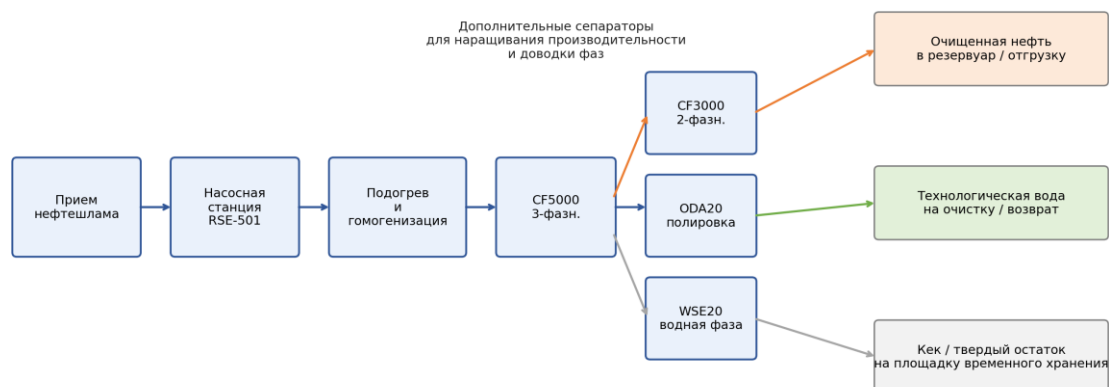 Дополнительные сепараторы
для наращивания производительности
и доводки фаз
Очищенная нефть
в резервуар / отгрузку
CF3000
2-фазн.
Прием
нефтешлама
Насосная
станция
RSE-501
Подогрев
и
гомогенизация
CF5000
3-фазн.
ODA20
полировка
Технологическая вода
на очистку / возврат
WSE20
водная фаза
Кек / твердый остаток
на площадку временного хранения